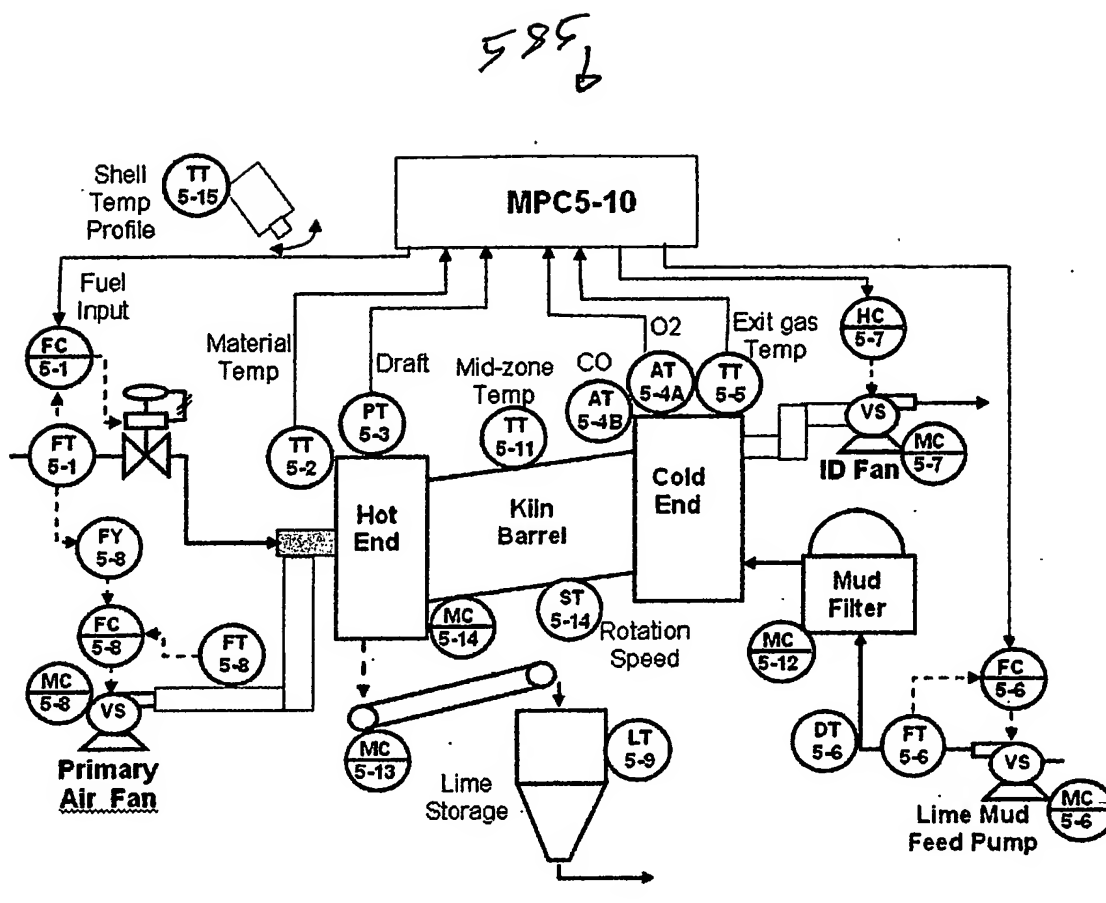 585
Shell
Temp
Profile
TT
5-15
MPC5-10
Fuel
Input
FC
5-1
FT
5-1
Material
Temp
Draft
TT
5-2
PT
5-3
Mid-zone
Temp
TT
5-11
CO
AT
5-4B
O2
AT
5-4A
Exit gas
Temp
TT
5-5
HC
5-7
VS
MC
5-7
ID Fan
Hot
End
Kiln
Barrel
Cold
End
FY
5-8
FC
5-8
FT
5-8
MC
5-8
VS
Primary
Air Fan
MC
5-14
ST
5-14
Rotation
Speed
Mud
Filter
MC
5-12
MC
5-13
Lime
Storage
LT
5-9
DT
5-6
FT
5-6
FC
5-6
VS
MC
5-6
Lime Mud
Feed Pump